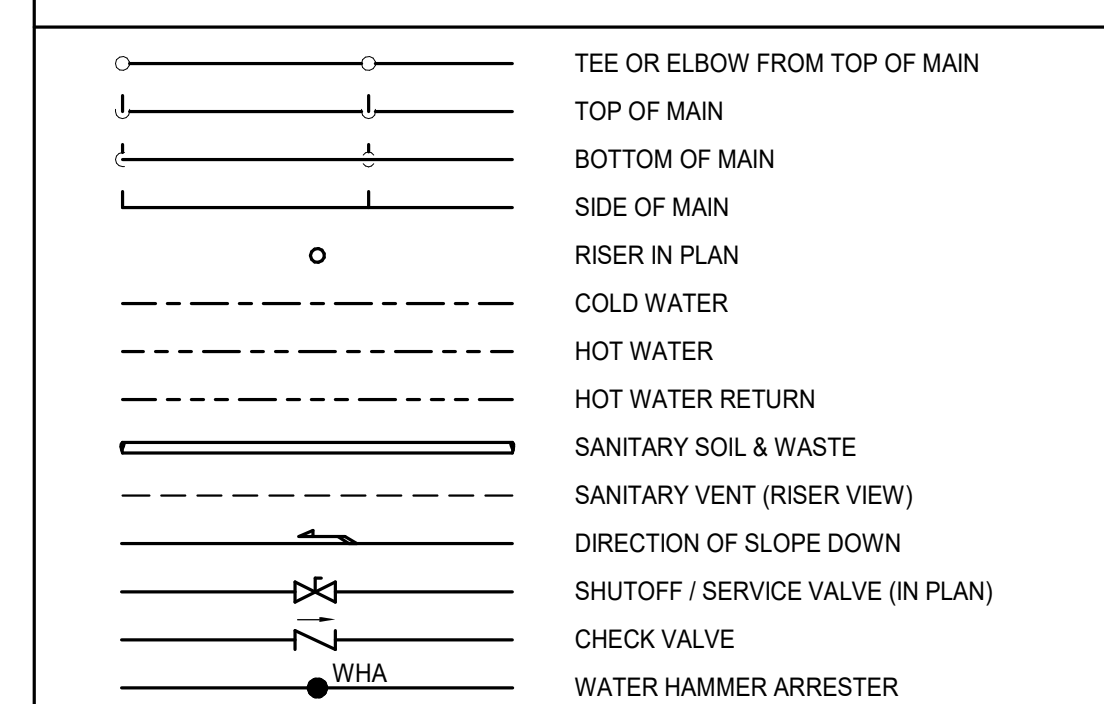 TEE OR ELBOW FROM TOP OF MAIN
TOP OF MAIN
BOTTOM OF MAIN
SIDE OF MAIN
RISER IN PLAN
COLD WATER
HOT WATER
HOT WATER RETURN
SANITARY SOIL & WASTE
SANITARY VENT (RISER VIEW)
DIRECTION OF SLOPE DOWN
SHUTOFF / SERVICE VALVE (IN PLAN)
CHECK VALVE
WHA WATER HAMMER ARRESTER